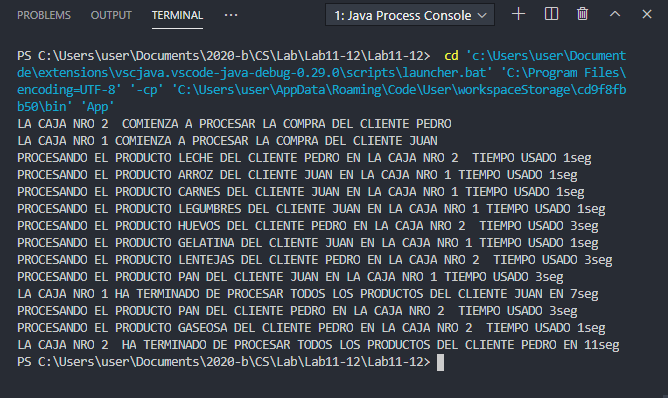 PROBLEMS OUTPUT TERMINAL ... 1: Java Process Console
PS C:\Users\user\Documents\2020-b\CS\Lab\Lab11-12\Lab11-12>  cd 'c:\Users\user\Document
de\extensions\vscjava.vscode-java-debug-0.29.0\scripts\launcher.bat' 'C:\Program Files\
encoding=UTF-8' '-cp' 'C:\Users\user\AppData\Roaming\Code\User\workspaceStorage\cd9f8fb
b50\bin' 'App'
LA CAJA NRO 2  COMIENZA A PROCESAR LA COMPRA DEL CLIENTE PEDRO
LA CAJA NRO 1 COMIENZA A PROCESAR LA COMPRA DEL CLIENTE JUAN
PROCESANDO EL PRODUCTO LECHE DEL CLIENTE PEDRO EN LA CAJA NRO 2  TIEMPO USADO 1seg
PROCESANDO EL PRODUCTO ARROZ DEL CLIENTE JUAN EN LA CAJA NRO 1 TIEMPO USADO 1seg
PROCESANDO EL PRODUCTO CARNES DEL CLIENTE JUAN EN LA CAJA NRO 1 TIEMPO USADO 1seg
PROCESANDO EL PRODUCTO LEGUMBRES DEL CLIENTE JUAN EN LA CAJA NRO 1 TIEMPO USADO 1seg
PROCESANDO EL PRODUCTO HUEVOS DEL CLIENTE PEDRO EN LA CAJA NRO 2  TIEMPO USADO 3seg
PROCESANDO EL PRODUCTO GELATINA DEL CLIENTE JUAN EN LA CAJA NRO 1 TIEMPO USADO 1seg
PROCESANDO EL PRODUCTO LENTEJAS DEL CLIENTE PEDRO EN LA CAJA NRO 2  TIEMPO USADO 3seg
PROCESANDO EL PRODUCTO PAN DEL CLIENTE JUAN EN LA CAJA NRO 1 TIEMPO USADO 3seg
LA CAJA NRO 1 HA TERMINADO DE PROCESAR TODOS LOS PRODUCTOS DEL CLIENTE JUAN EN 7seg
PROCESANDO EL PRODUCTO PAN DEL CLIENTE PEDRO EN LA CAJA NRO 2  TIEMPO USADO 3seg
PROCESANDO EL PRODUCTO GASEOSA DEL CLIENTE PEDRO EN LA CAJA NRO 2  TIEMPO USADO 1seg
LA CAJA NRO 2  HA TERMINADO DE PROCESAR TODOS LOS PRODUCTOS DEL CLIENTE PEDRO EN 11seg
PS C:\Users\user\Documents\2020-b\CS\Lab\Lab11-12\Lab11-12>